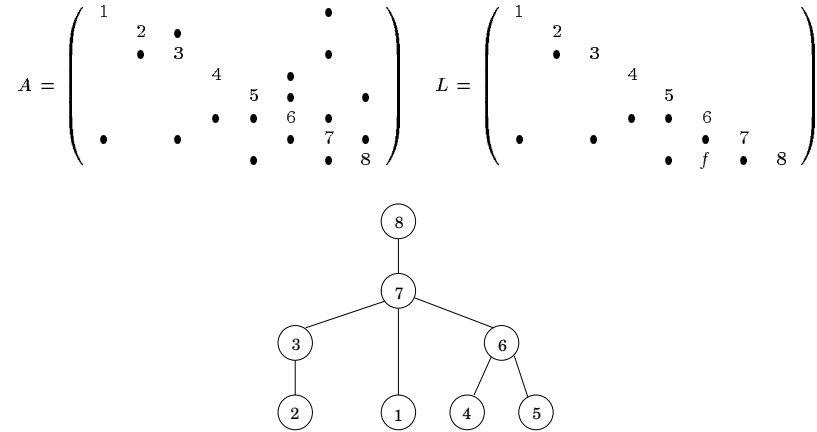 1 •
2 •
• 3 •
4 •
A = 5 • • L =
• • 6 •
• • • 7 •
• • 8
1
2
• 3
4
5
• • 6
• • • 7
• f • 8
8
7
3 6
2 1 4 5